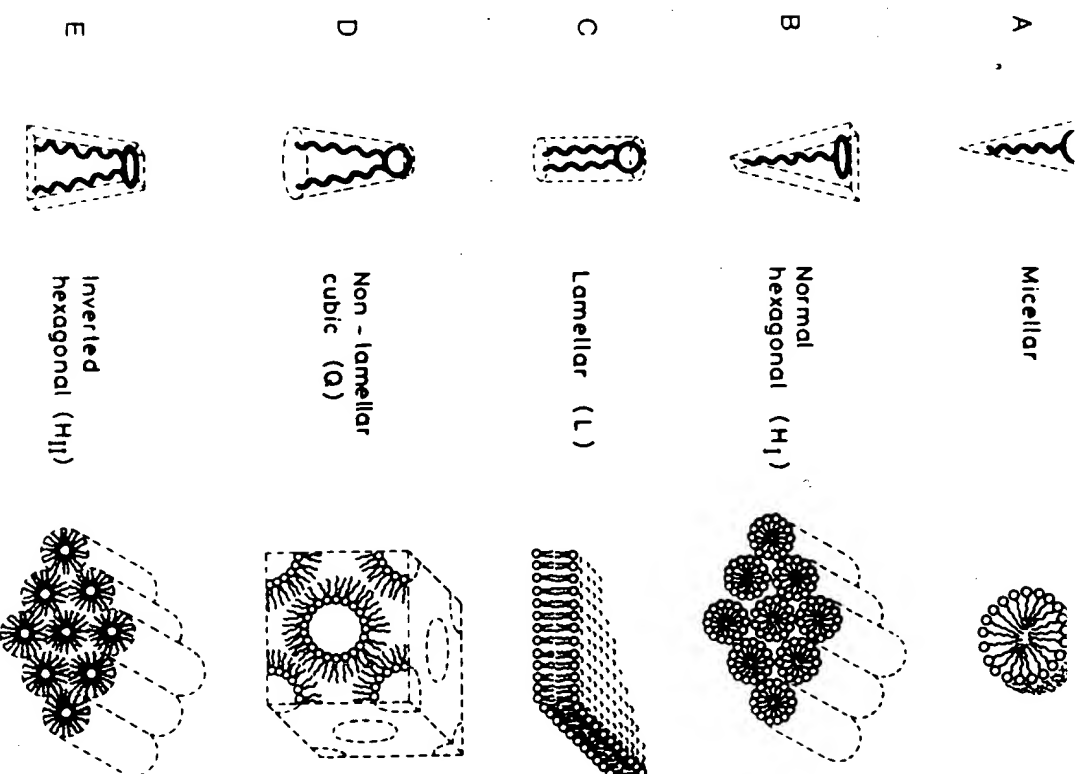 A
Micellar
B
Normal
hexagonal (H_I)
C
Lamellar (L)
D
Non-lamellar
cubic (Q)
E
Inverted
hexagonal (H_II)